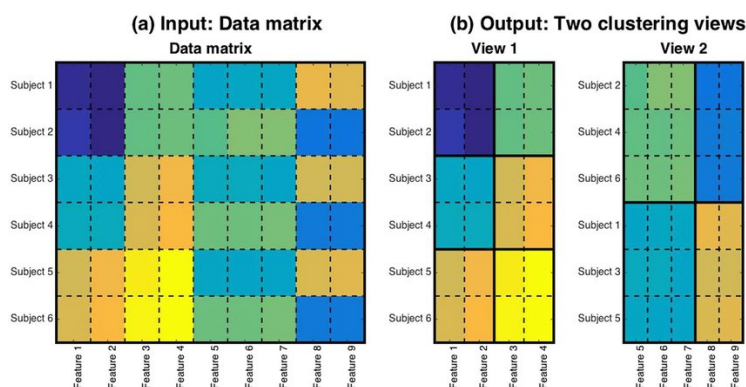 (a) Input: Data matrix
Data matrix
Subject 1
Subject 2
Subject 3
Subject 4
Subject 5
Subject 6
Feature 1
Feature 2
Feature 3
Feature 4
Feature 5
Feature 6
Feature 7
Feature 8
Feature 9
(b) Output: Two clustering views
View 1
Subject 1
Subject 2
Subject 3
Subject 4
Subject 5
Subject 6
Feature 1
Feature 2
Feature 3
Feature 4
View 2
Subject 2
Subject 4
Subject 6
Subject 1
Subject 3
Subject 5
Feature 5
Feature 6
Feature 7
Feature 8
Feature 9